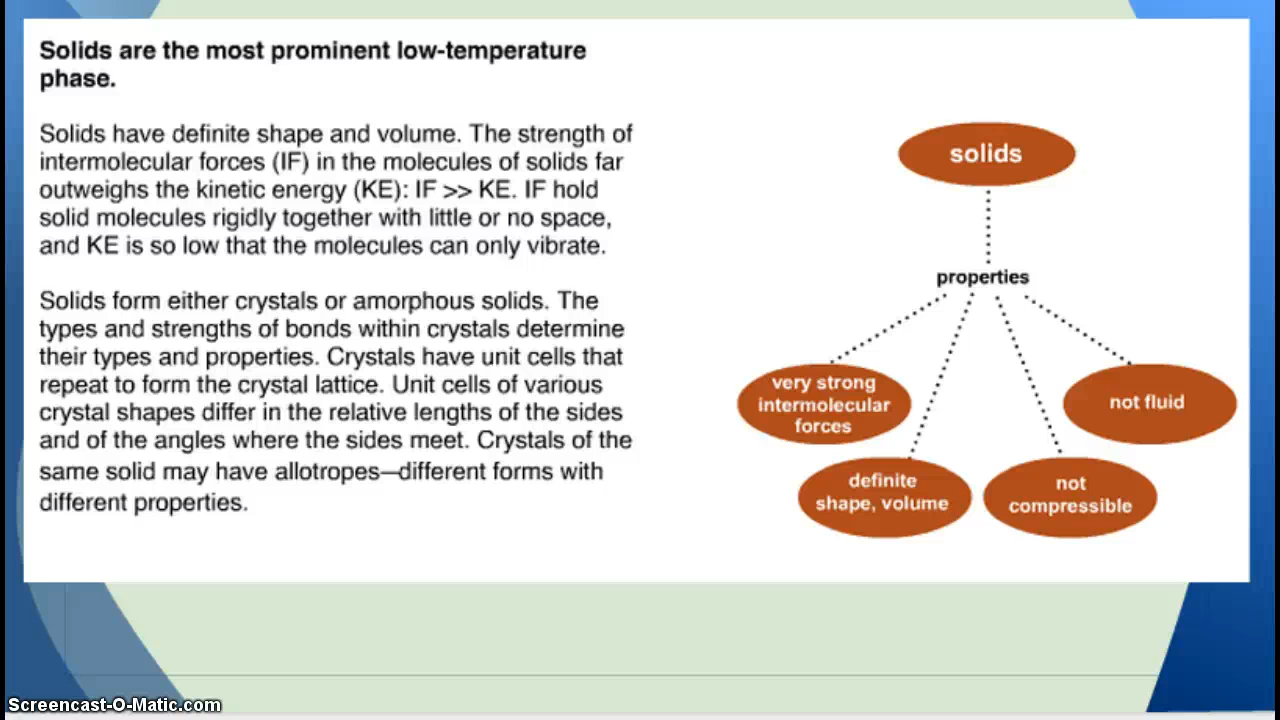 Solids are the most prominent low-temperature
phase.
Solids have definite shape and volume. The strength of
intermolecular forces (IF) in the molecules of solids far
outweighs the kinetic energy (KE): IF >> KE. IF hold
solid molecules rigidly together with little or no space,
and KE is so low that the molecules can only vibrate.
Solids form either crystals or amorphous solids. The
types and strengths of bonds within crystals determine
their types and properties. Crystals have unit cells that
repeat to form the crystal lattice. Unit cells of various
crystal shapes differ in the relative lengths of the sides
and of the angles where the sides meet. Crystals of the
same solid may have allotropes—different forms with
different properties.
solids
properties
very strong
intermolecular
forces
definite
shape, volume
not
compressible
not fluid
Screencast-O-Matic.com